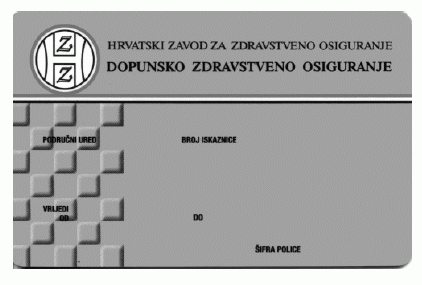 Z
Z
HRVATSKI ZAVOD ZA ZDRAVSTVENO OSIGURANJE
DOPUNSKO ZDRAVSTVENO OSIGURANJE
PODRUČNI URED
BROJ ISKAZNICE
VRIJEDI
OD
DO
ŠIFRA POLICE